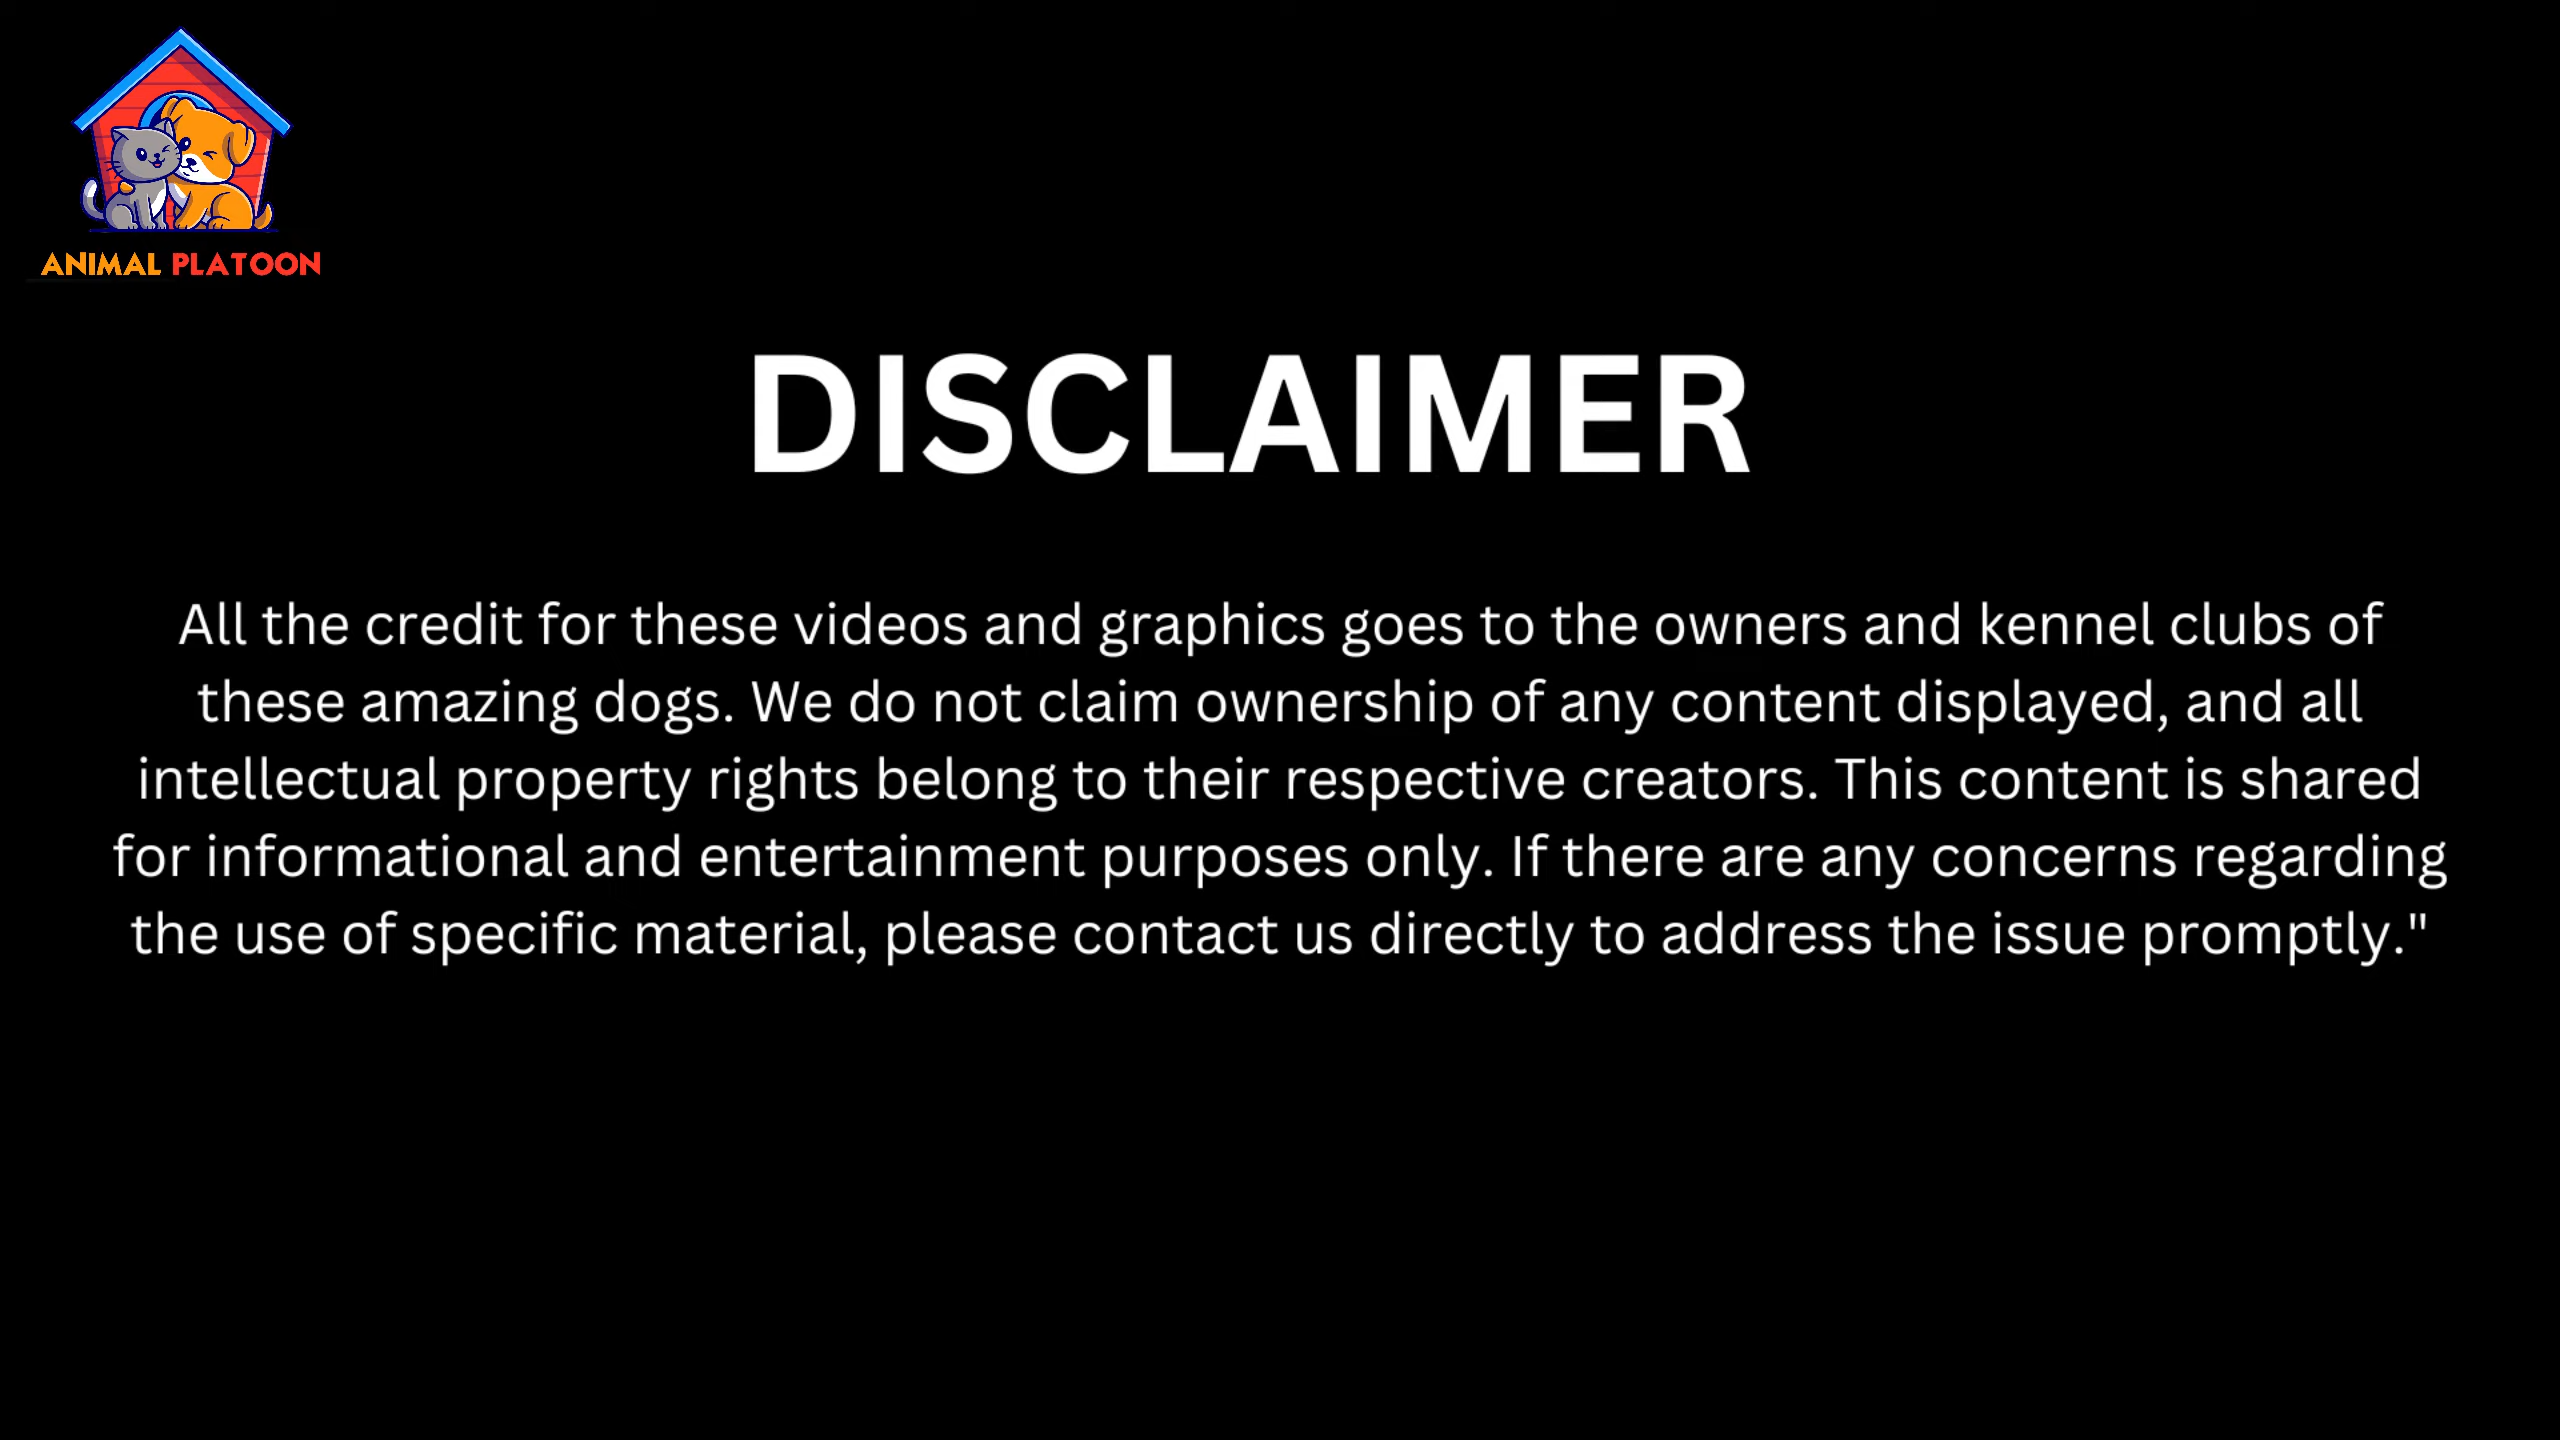 ANIMAL PLATOON
DISCLAIMER
All the credit for these videos and graphics goes to the owners and kennel clubs of
these amazing dogs. We do not claim ownership of any content displayed, and all
intellectual property rights belong to their respective creators. This content is shared
for informational and entertainment purposes only. If there are any concerns regarding
the use of specific material, please contact us directly to address the issue promptly."